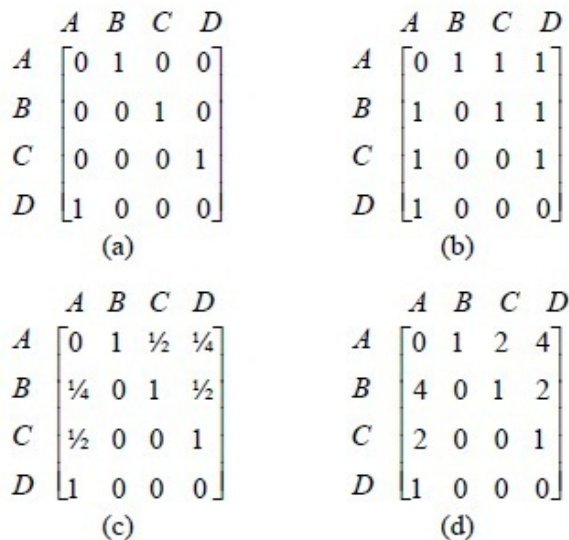 A B C D
A 0 1 0 0
B 0 0 1 0
C 0 0 0 1
D 1 0 0 0
(a)
A B C D
A 0 1 1 1
B 1 0 1 1
C 1 0 0 1
D 1 0 0 0
(b)
A B C D
A 0 1 ½ ¼
B ¼ 0 1 ½
C ½ 0 0 1
D 1 0 0 0
(c)
A B C D
A 0 1 2 4
B 4 0 1 2
C 2 0 0 1
D 1 0 0 0
(d)